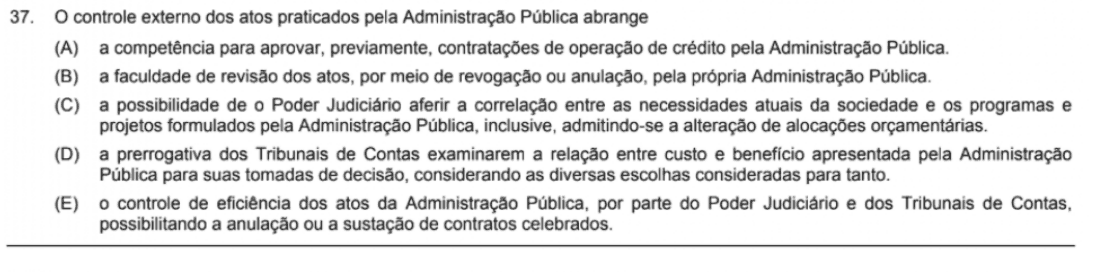 37. O controle externo dos atos praticados pela Administração Pública abrange
(A) a competência para aprovar, previamente, contratações de operação de crédito pela Administração Pública.
(B) a faculdade de revisão dos atos, por meio de revogação ou anulação, pela própria Administração Pública.
(C) a possibilidade de o Poder Judiciário aferir a correlação entre as necessidades atuais da sociedade e os programas e
projetos formulados pela Administração Pública, inclusive, admitindo-se a alteração de alocações orçamentárias.
(D) a prerrogativa dos Tribunais de Contas examinarem a relação entre custo e benefício apresentada pela Administração
Pública para suas tomadas de decisão, considerando as diversas escolhas consideradas para tanto.
(E) o controle de eficiência dos atos da Administração Pública, por parte do Poder Judiciário e dos Tribunais de Contas,
possibilitando a anulação ou a sustação de contratos celebrados.